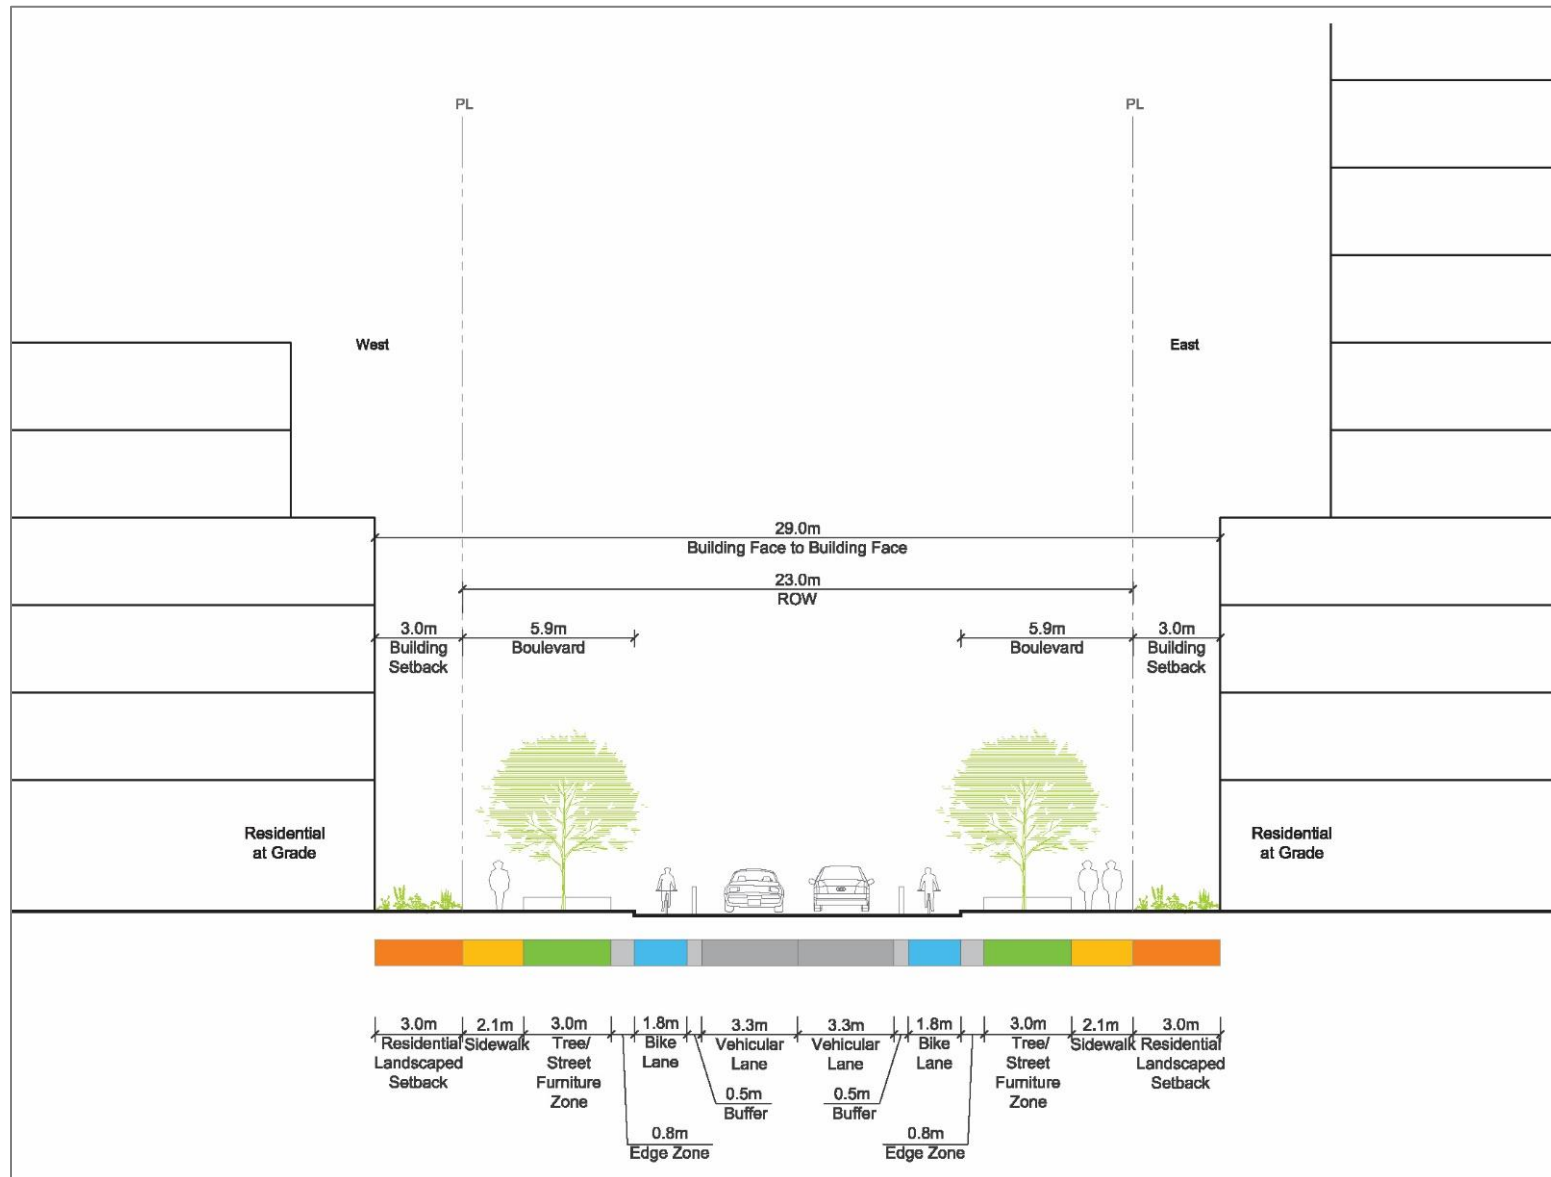 PL
PL
West
East
29.0m
Building Face to Building Face
23.0m
ROW
3.0m
Building
Setback
5.9m
Boulevard
5.9m
Boulevard
3.0m
Building
Setback
Residential
at Grade
Residential
at Grade
3.0m
Residential
Landscaped
Setback
2.1m
Sidewalk
3.0m
Tree/
Street
Furniture
Zone
1.8m
Bike
Lane
3.3m
Vehicular
Lane
3.3m
Vehicular
Lane
1.8m
Bike
Lane
3.0m
Tree/
Street
Furniture
Zone
2.1m
Sidewalk
3.0m
Residential
Landscaped
Setback
0.5m
Buffer
0.5m
Buffer
0.8m
Edge Zone
0.8m
Edge Zone